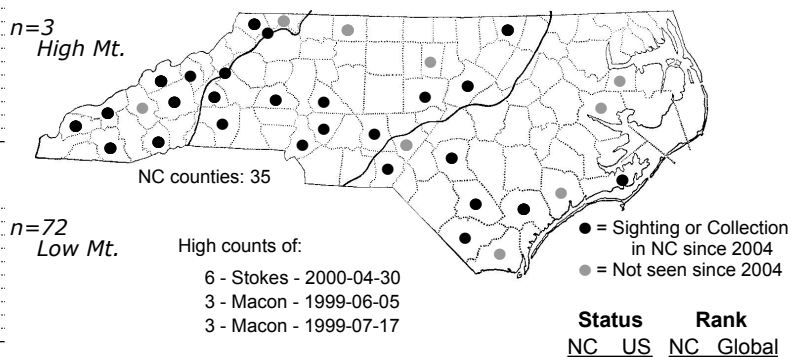 n=3
High Mt.
NC counties: 35
n=72
Low Mt.
High counts of:
6 - Stokes - 2000-04-30
3 - Macon - 1999-06-05
3 - Macon - 1999-07-17
= Sighting or Collection
in NC since 2004
= Not seen since 2004
Status Rank
NC US NC Global